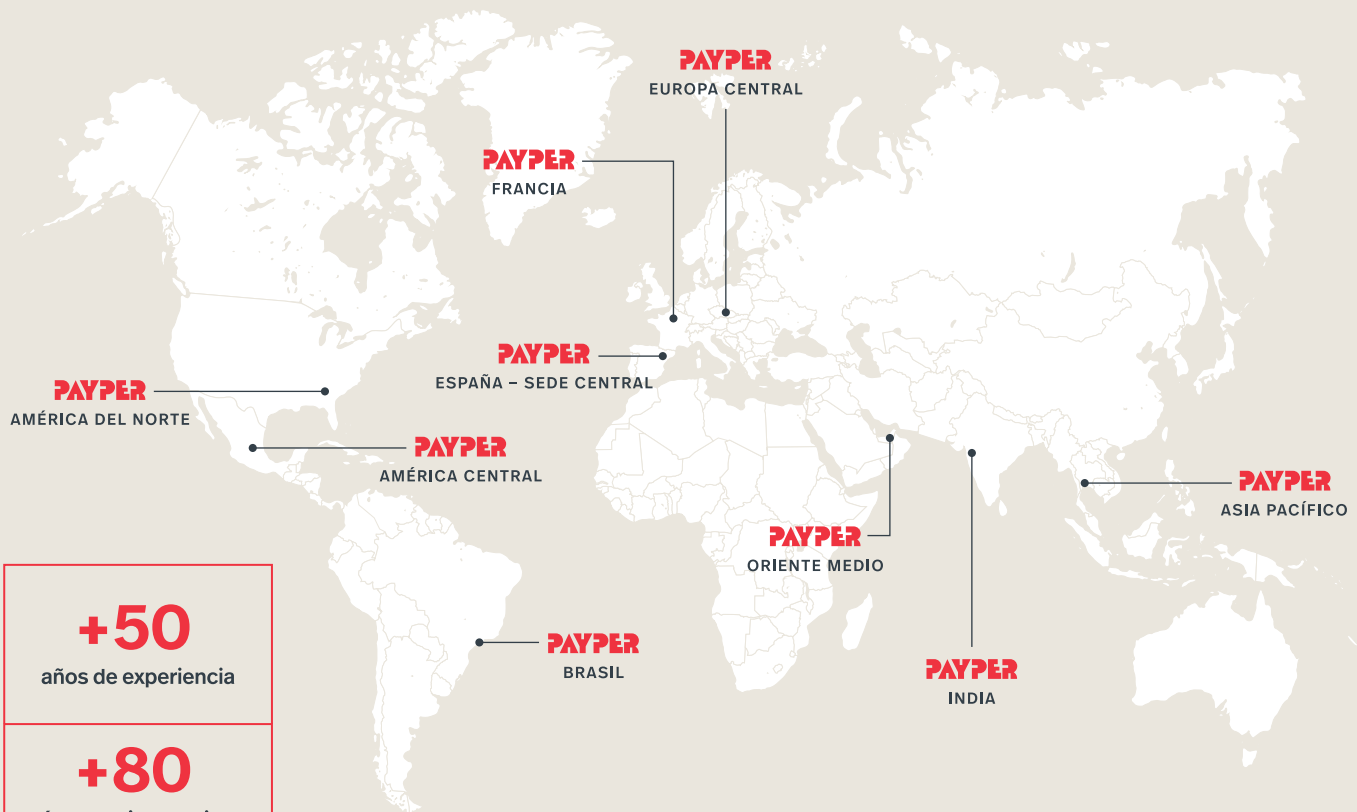 PAYPER
EUROPA CENTRAL
PAYPER
FRANCIA
PAYPER
ESPAÑA – SEDE CENTRAL
PAYPER
AMÉRICA DEL NORTE
PAYPER
AMÉRICA CENTRAL
PAYPER
ASIA PACÍFICO
PAYPER
ORIENTE MEDIO
PAYPER
BRASIL
PAYPER
INDIA
+50
años de experiencia
+80